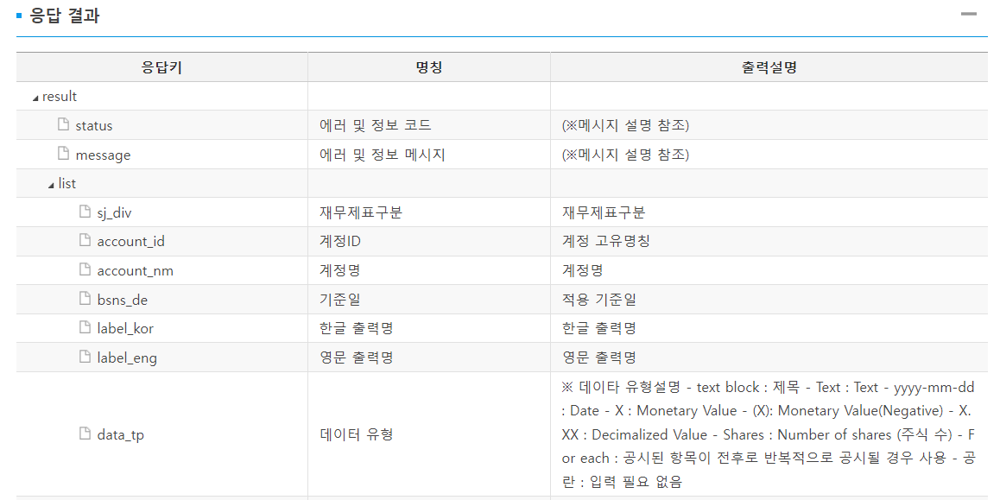 응답 결과
응답키 명칭 출력설명
result
status 에러 및 정보 코드 (※메시지 설명 참조)
message 에러 및 정보 메시지 (※메시지 설명 참조)
list
sj_div 재무제표구분 재무제표구분
account_id 계정ID 계정 고유명칭
account_nm 계정명 계정명
bsns_de 기준일 적용 기준일
label_kor 한글 출력명 한글 출력명
label_eng 영문 출력명 영문 출력명
data_tp 데이터 유형 ※ 데이타 유형설명 - text block : 제목 - Text : Text - yyyy-mm-dd
: Date - X : Monetary Value - (X): Monetary Value(Negative) - X.
XX : Decimalized Value - Shares : Number of shares (주식 수) - F
or each : 공시된 항목이 전후로 반복적으로 공시될 경우 사용 - 공
란 : 입력 필요 없음